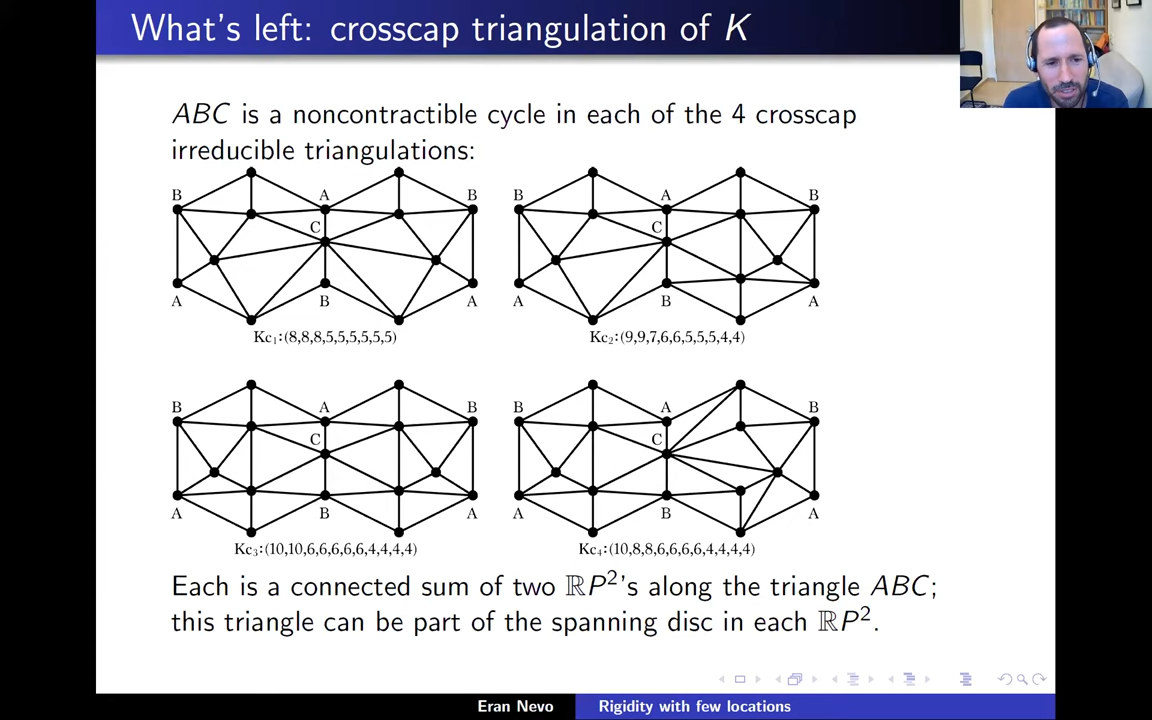 What's left: crosscap triangulation of K
ABC is a noncontractible cycle in each of the 4 crosscap
irreducible triangulations:
B A B B A B
C C
A B A A B A
Kc₁:(8,8,8,5,5,5,5,5,5) Kc₂:(9,9,7,6,6,5,5,5,4,4)
B A B B A B
C C
A B A A B A
Kc₃:(10,10,6,6,6,6,6,4,4,4,4) Kc₄:(10,8,8,6,6,6,6,4,4,4,4)
Each is a connected sum of two ℝP²'s along the triangle ABC;
this triangle can be part of the spanning disc in each ℝP².
Eran Nevo Rigidity with few locations